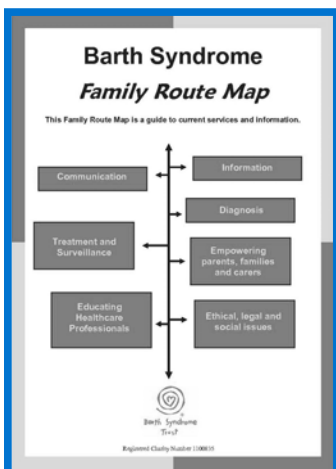 Barth Syndrome
Family Route Map
This Family Route Map is a guide to current services and information.
Information
Communication
Diagnosis
Treatment and
Surveillance
Empowering
parents, families
and carers
Educating
Healthcare
Professionals
Ethical, legal and
social issues
Barth Syndrome
Trust
Registered Charity Number 1100835